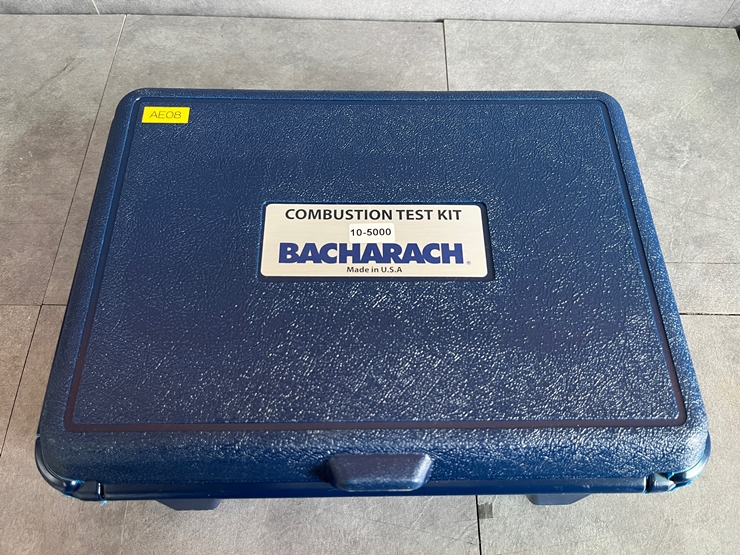 AE08
COMBUSTION TEST KIT
10-5000
BACHARACH®
Made in U.S.A